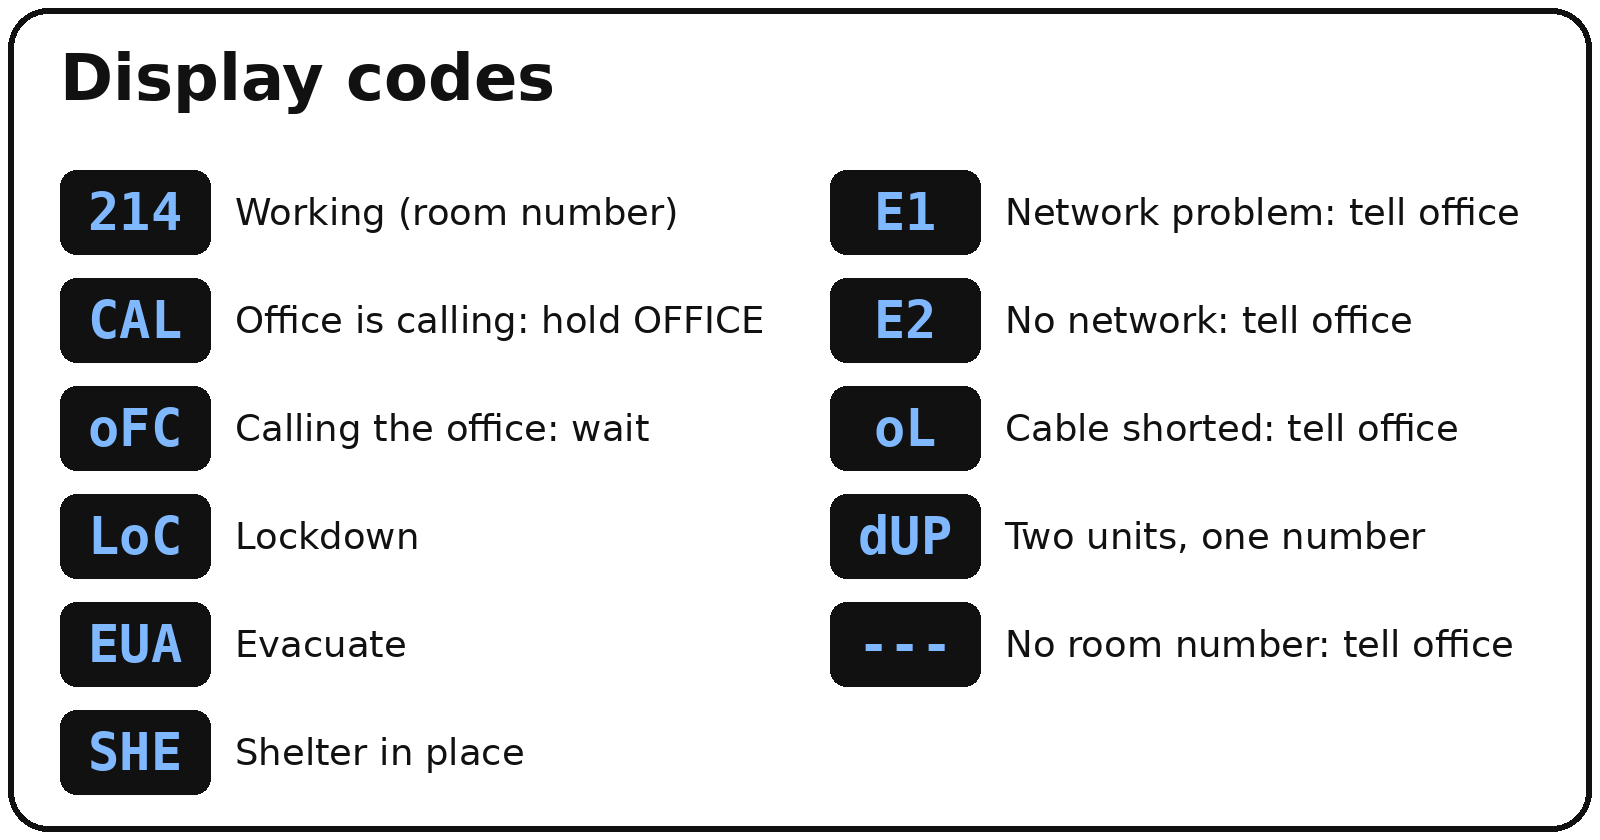 Display codes
214 Working (room number)
CAL Office is calling: hold OFFICE
oFC Calling the office: wait
LoC Lockdown
EUA Evacuate
SHE Shelter in place
E1 Network problem: tell office
E2 No network: tell office
oL Cable shorted: tell office
dUP Two units, one number
--- No room number: tell office